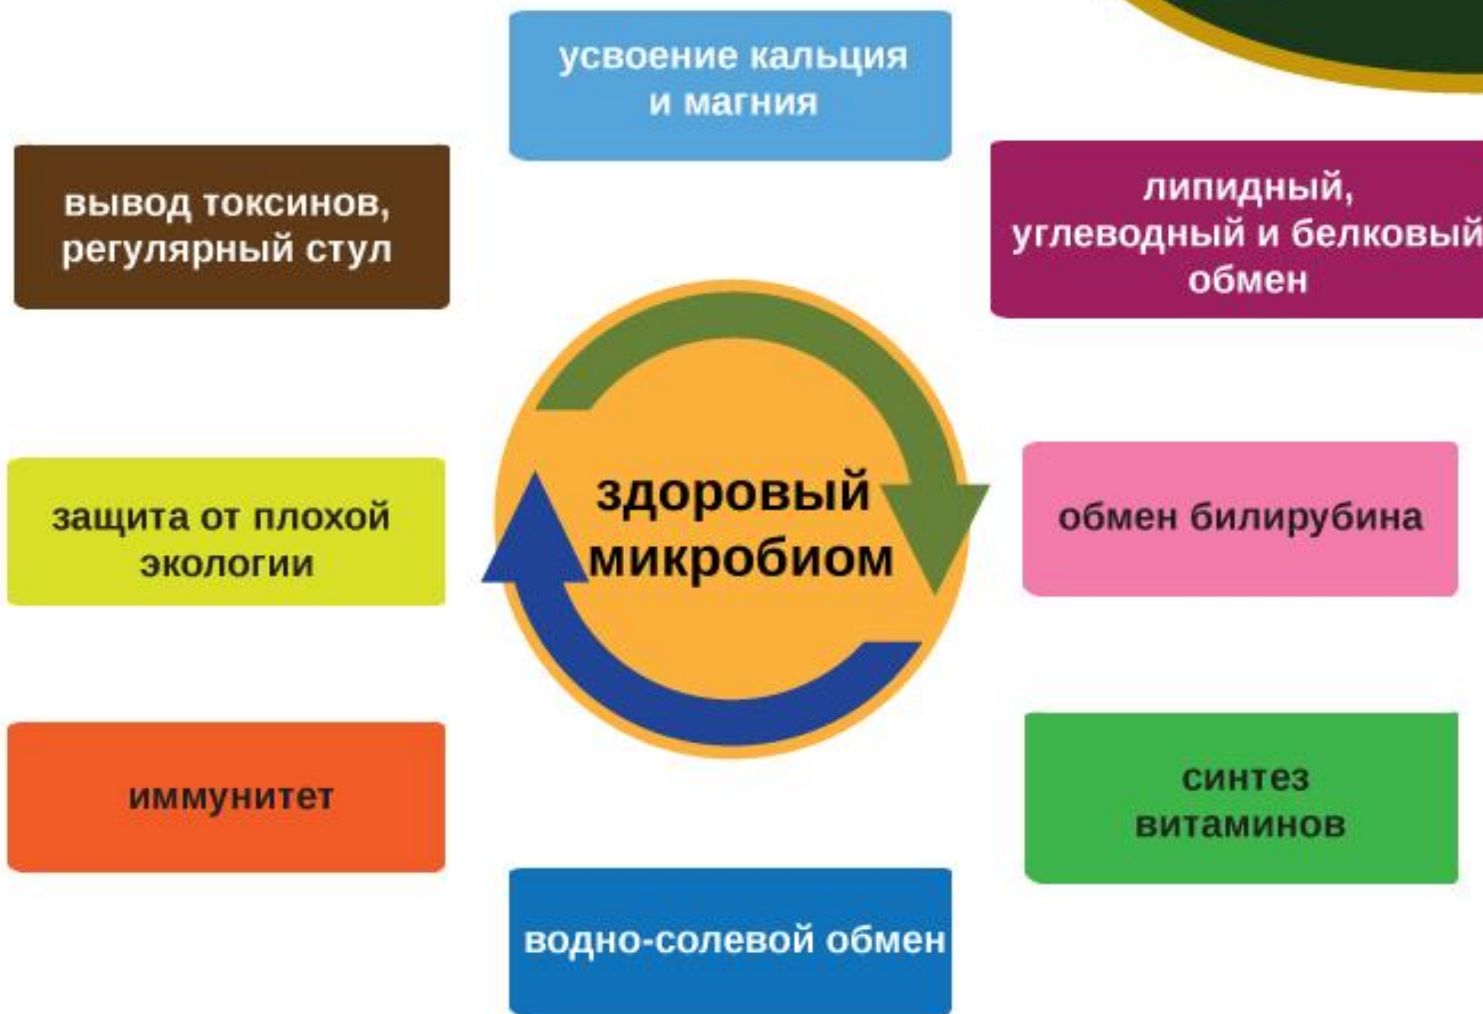 усвоение кальция
и магния
вывод токсинов,
регулярный стул
липидный,
углеводный и белковый
обмен
здоровый
микробиом
защита от плохой
экологии
обмен билирубина
иммунитет
синтез
витаминов
водно-солевой обмен